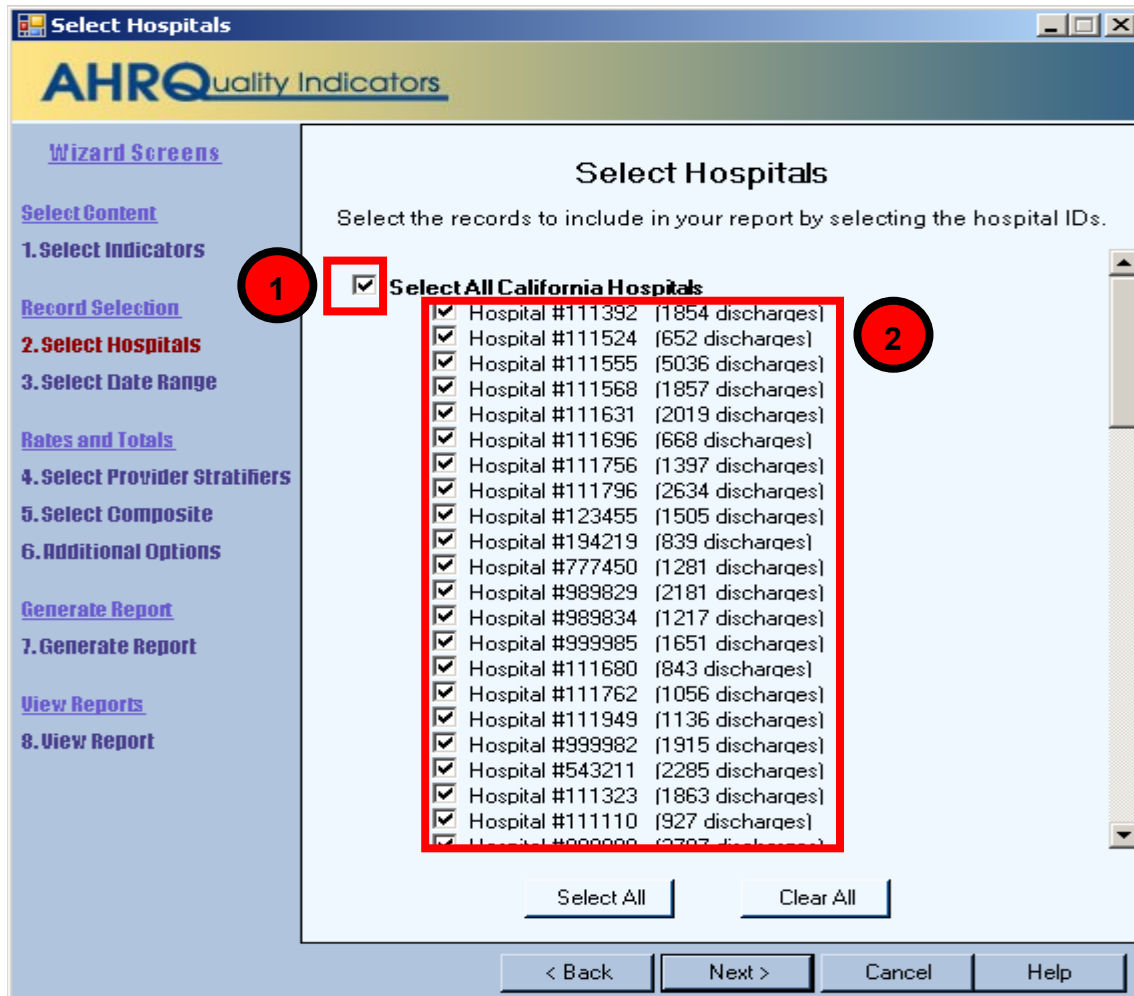 Select Hospitals
AHRQuality Indicators
Wizard Screens
Select Content
1. Select Indicators
Record Selection
2. Select Hospitals
3. Select Date Range
Rates and Totals
4. Select Provider Stratifiers
5. Select Composite
6. Additional Options
Generate Report
7. Generate Report
View Reports
8. View Report
Select Hospitals
Select the records to include in your report by selecting the hospital IDs.
1
Select All California Hospitals
2
Hospital #111392 (1854 discharges)
Hospital #111524 (652 discharges)
Hospital #111555 (5036 discharges)
Hospital #111568 (1857 discharges)
Hospital #111631 (2019 discharges)
Hospital #111696 (668 discharges)
Hospital #111756 (1397 discharges)
Hospital #111796 (2634 discharges)
Hospital #123455 (1505 discharges)
Hospital #194219 (839 discharges)
Hospital #777450 (1281 discharges)
Hospital #989829 (2181 discharges)
Hospital #989834 (1217 discharges)
Hospital #999985 (1651 discharges)
Hospital #111680 (843 discharges)
Hospital #111762 (1056 discharges)
Hospital #111949 (1136 discharges)
Hospital #999982 (1915 discharges)
Hospital #543211 (2285 discharges)
Hospital #111323 (1863 discharges)
Hospital #111110 (927 discharges)
Select All
Clear All
< Back
Next >
Cancel
Help